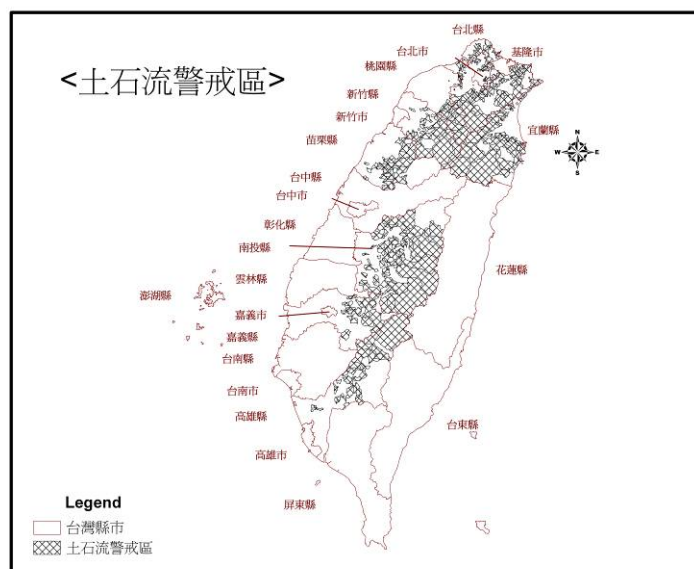 <土石流警戒區>
台北縣
台北市
基隆市
桃園縣
新竹縣
新竹市
宜蘭縣
苗栗縣
N
W
E
S
台中縣
台中市
彰化縣
南投縣
花蓮縣
雲林縣
澎湖縣
嘉義市
嘉義縣
台南縣
台南市
高雄縣
台東縣
高雄市
屏東縣
Legend
台灣縣市
土石流警戒區